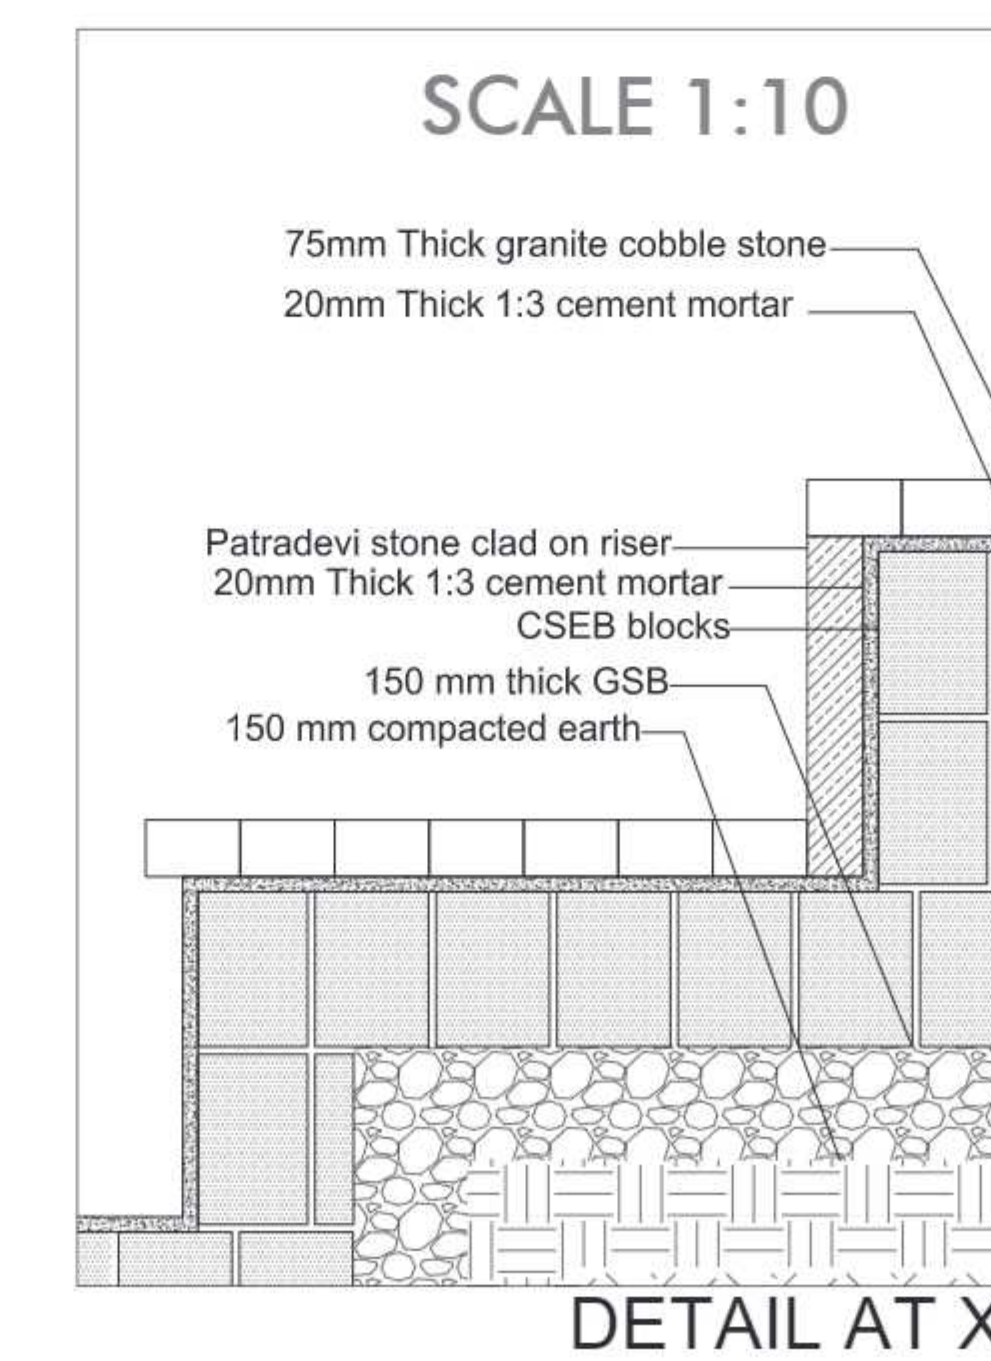 SCALE 1:10
75mm Thick granite cobble stone
20mm Thick 1:3 cement mortar
Patradevi stone clad on riser
20mm Thick 1:3 cement mortar
CSEB blocks
150 mm thick GSB
150 mm compacted earth
DETAIL AT X